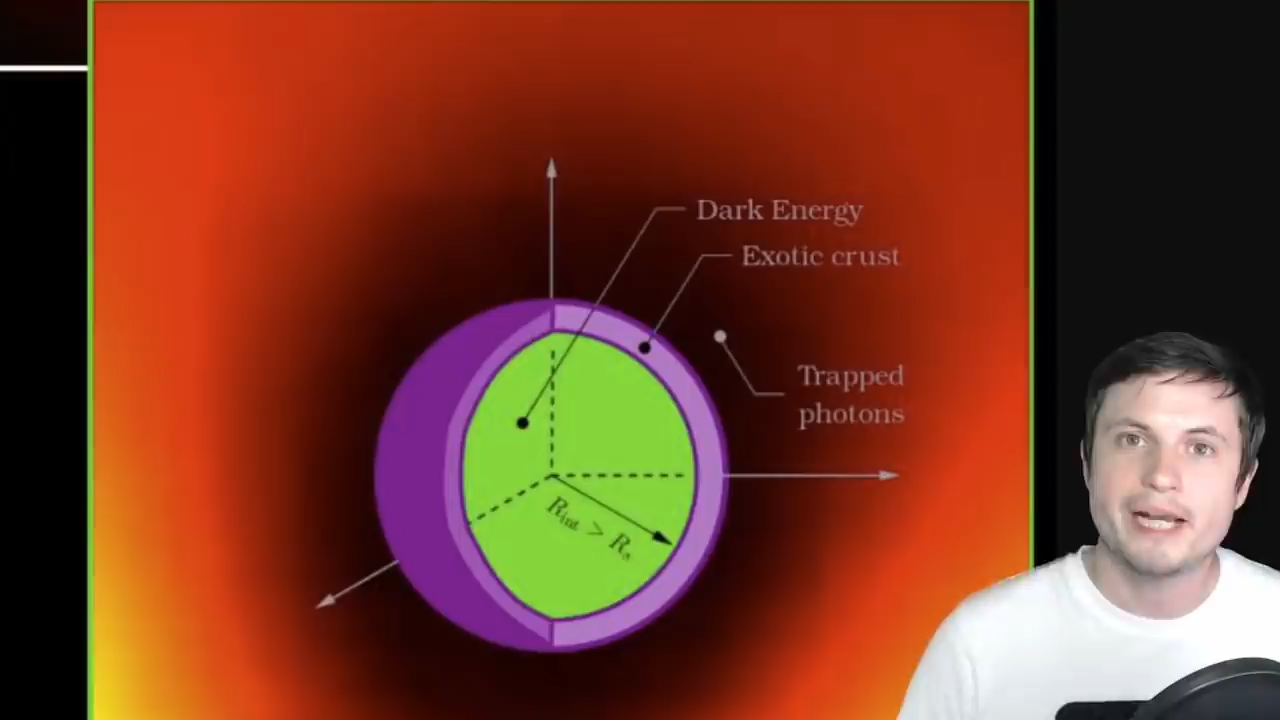 Dark Energy
Exotic crust
Trapped
photons
R_int. > R_s